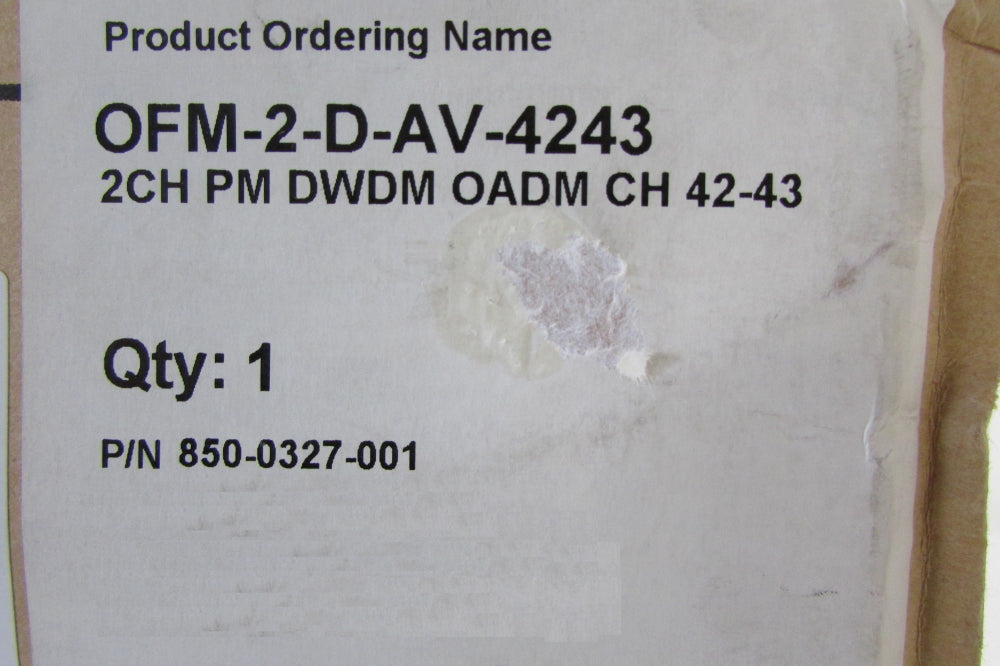 Product Ordering Name
OFM-2-D-AV-4243
2CH PM DWDM OADM CH 42-43
Qty: 1
P/N 850-0327-001